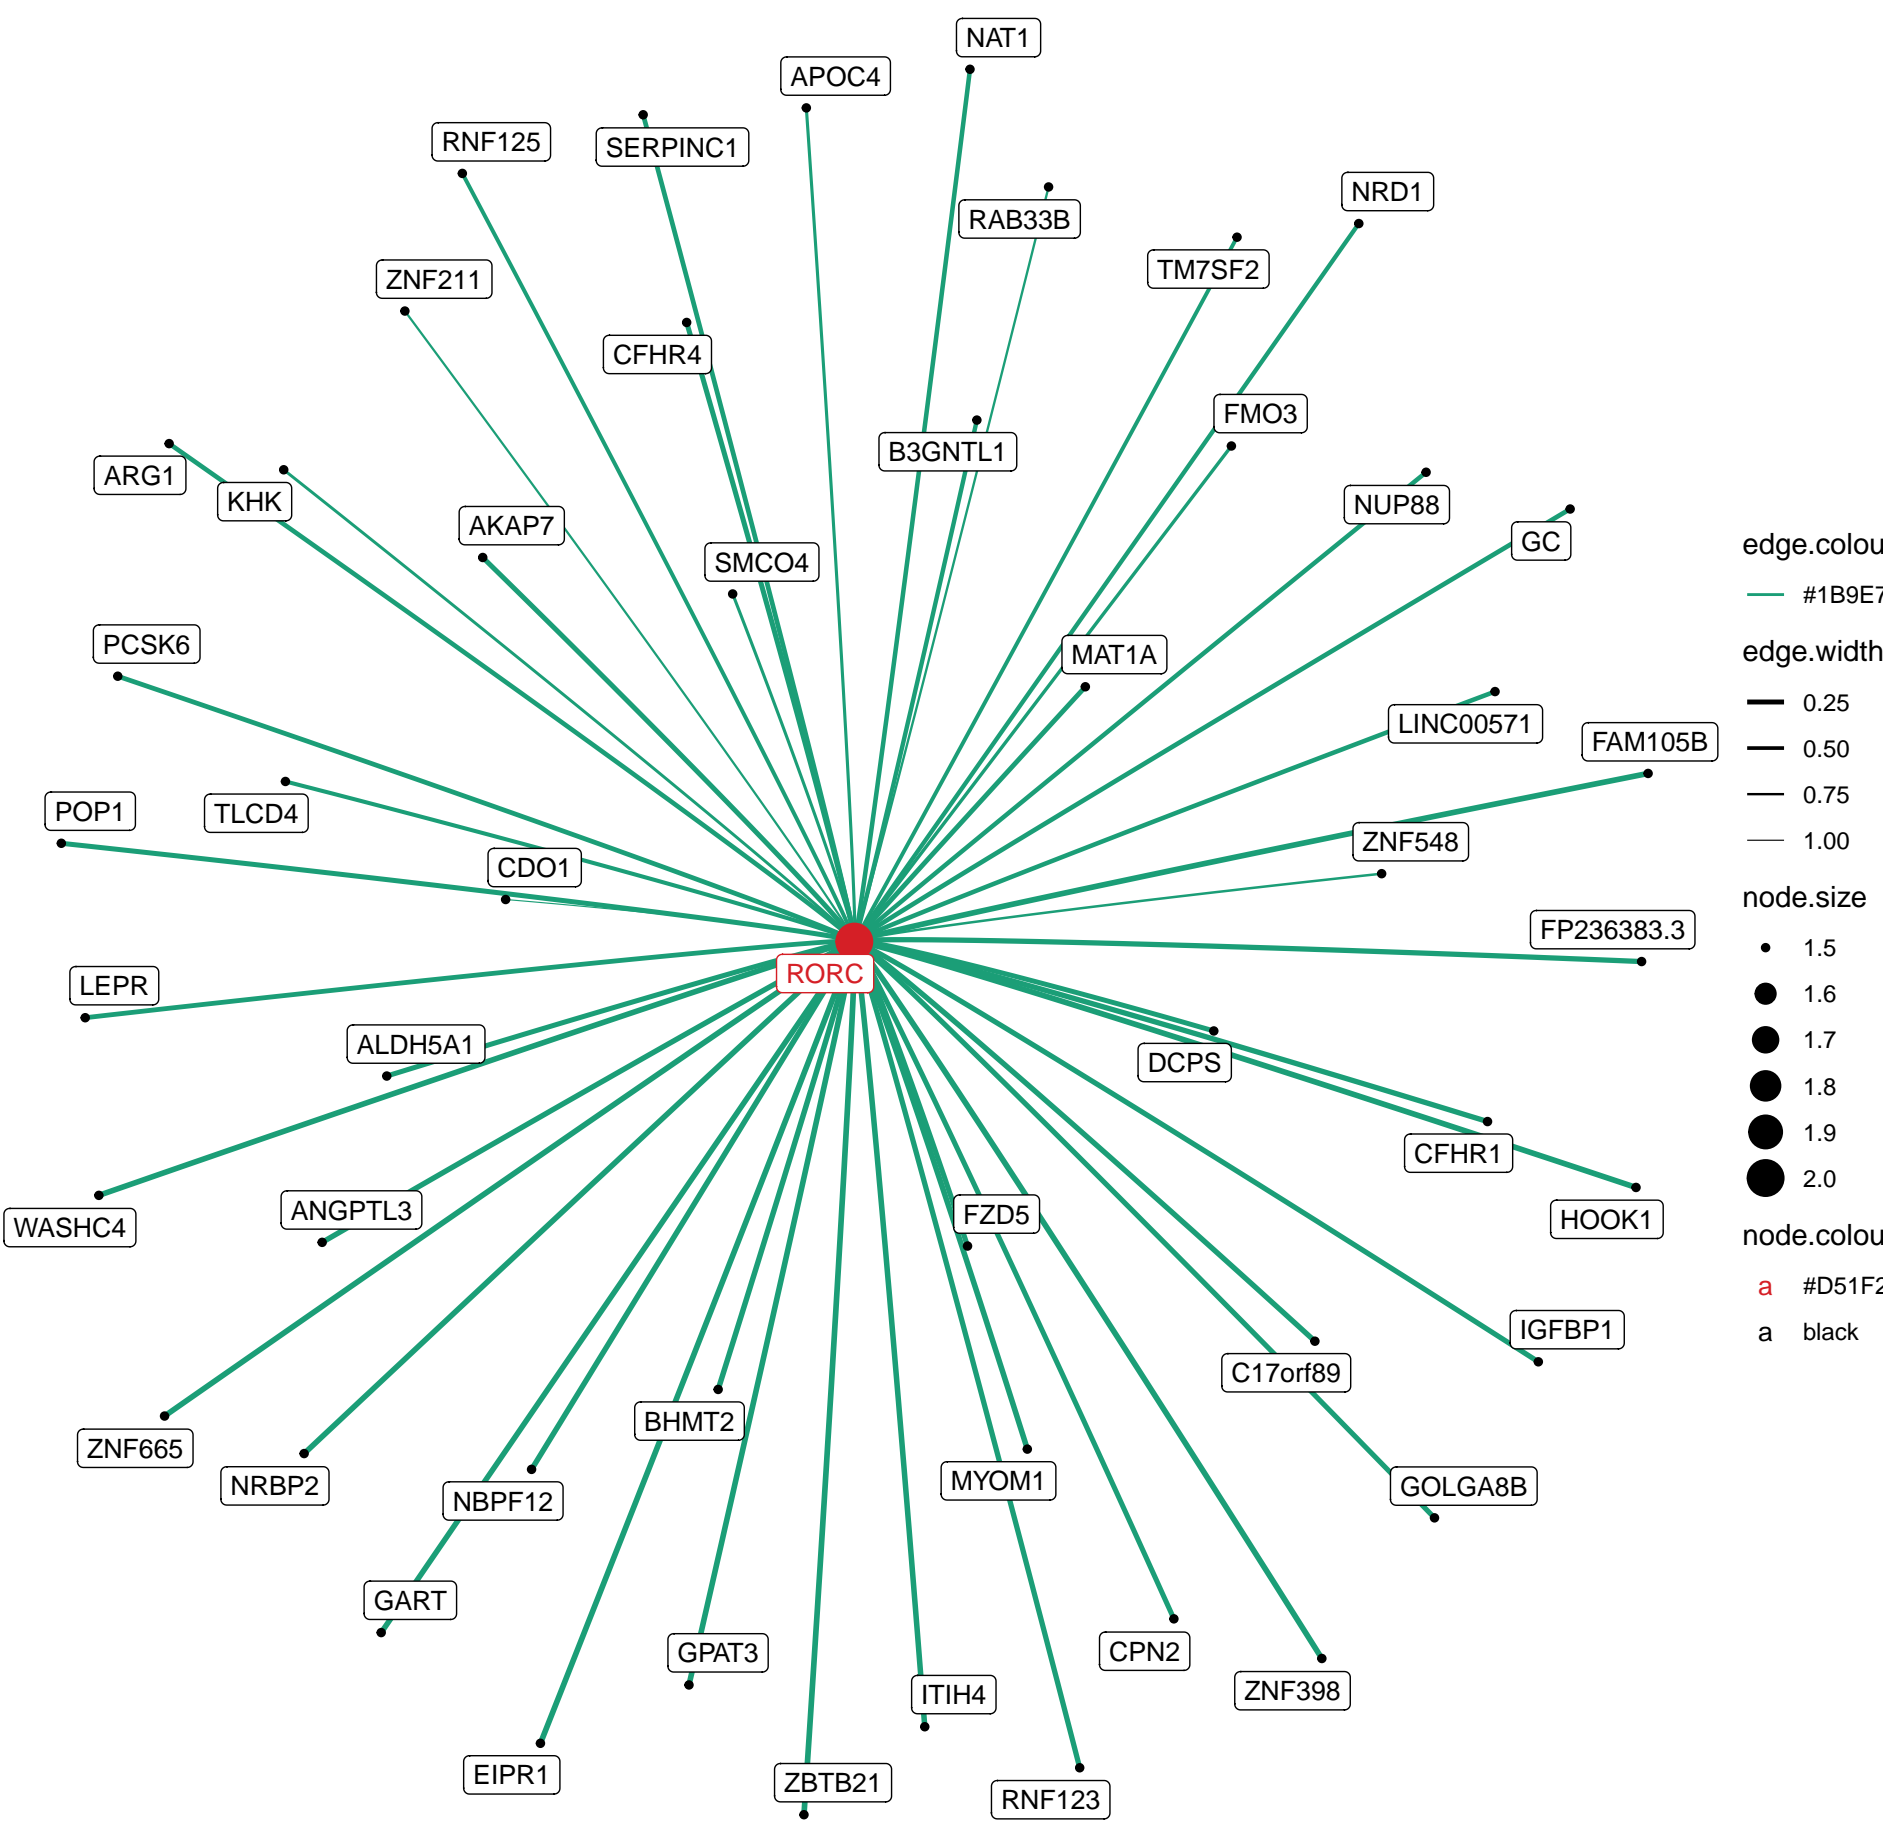 NAT1
APOC4
RNF125
SERPINC1
NRD1
RAB33B
TM7SF2
ZNF211
CFHR4
FMO3
B3GNTL1
ARG1
KHK
NUP88
AKAP7
GC
SMCO4
PCSK6
MAT1A
LINC00571
FAM105B
POP1
TLCD4
ZNF548
CDO1
FP236383.3
RORC
LEPR
ALDH5A1
DCPS
CFHR1
ANGPTL3
FZD5
WASHC4
HOOK1
IGFBP1
C17orf89
BHMT2
ZNF665
MYOM1
NRBP2
GOLGA8B
NBPF12
GART
GPAT3
CPN2
ZNF398
ITIH4
EIPR1
ZBTB21
RNF123
edge.colou
#1B9E7
edge.width
0.25
0.50
0.75
1.00
node.size
1.5
1.6
1.7
1.8
1.9
2.0
node.colou
a #D51F2
a black